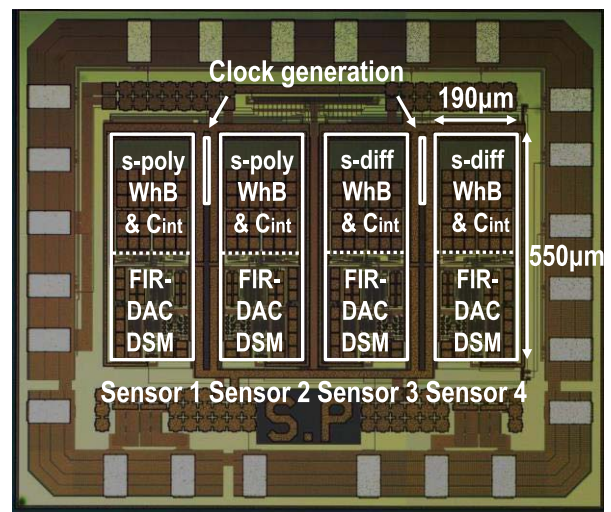 Clock generation
190µm
s-poly WhB & Cint
s-poly WhB & Cint
s-diff WhB & Cint
s-diff WhB & Cint
550µm
FIR-DAC DSM
FIR-DAC DSM
FIR-DAC DSM
FIR-DAC DSM
Sensor 1 Sensor 2 Sensor 3 Sensor 4
S.P